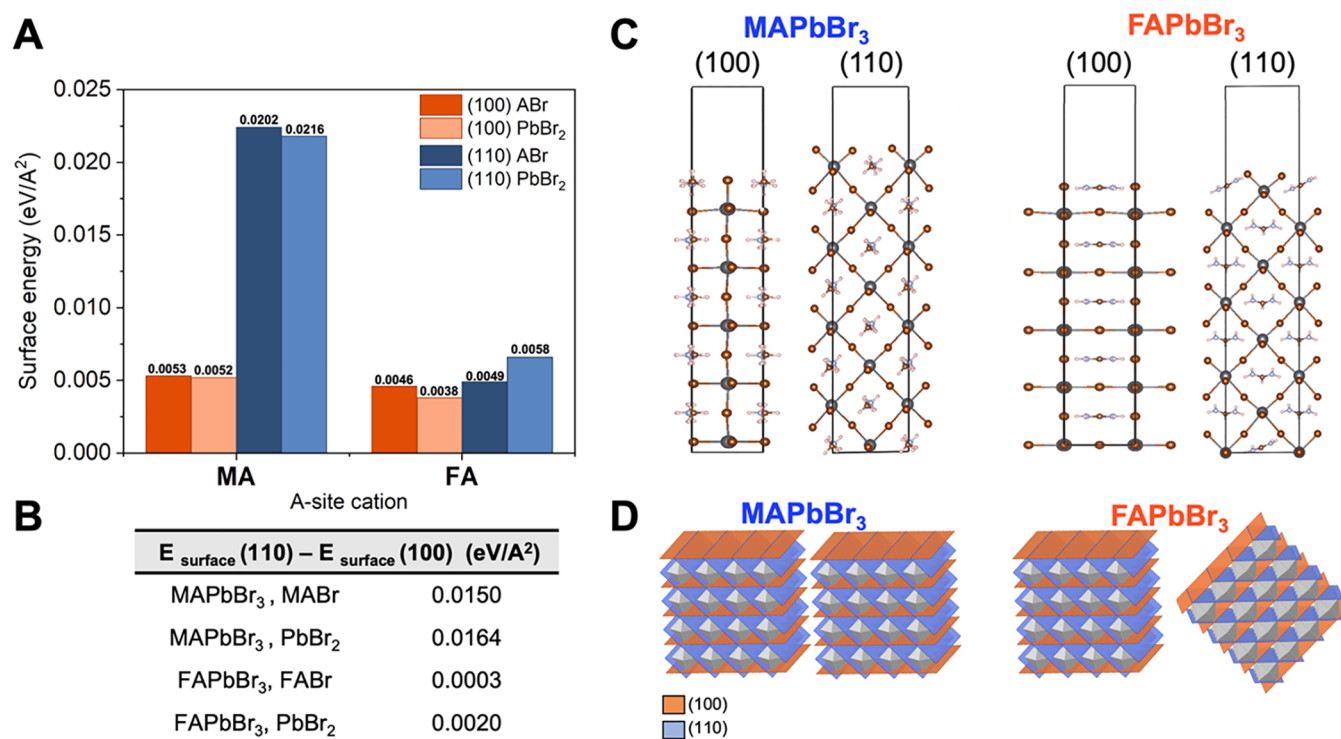 A
Surface energy (eV/A²)
0.025
0.020
0.015
0.010
0.005
0.000
(100) ABr
(100) PbBr₂
(110) ABr
(110) PbBr₂
0.0053
0.0052
0.0202
0.0216
0.0046
0.0038
0.0049
0.0058
MA
FA
A-site cation
B
E surface (110) – E surface (100) (eV/A²)
MAPbBr₃, MABr 0.0150
MAPbBr₃, PbBr₂ 0.0164
FAPbBr₃, FABr 0.0003
FAPbBr₃, PbBr₂ 0.0020
C
MAPbBr₃
(100)
(110)
FAPbBr₃
(100)
(110)
D
MAPbBr₃
FAPbBr₃
(100)
(110)